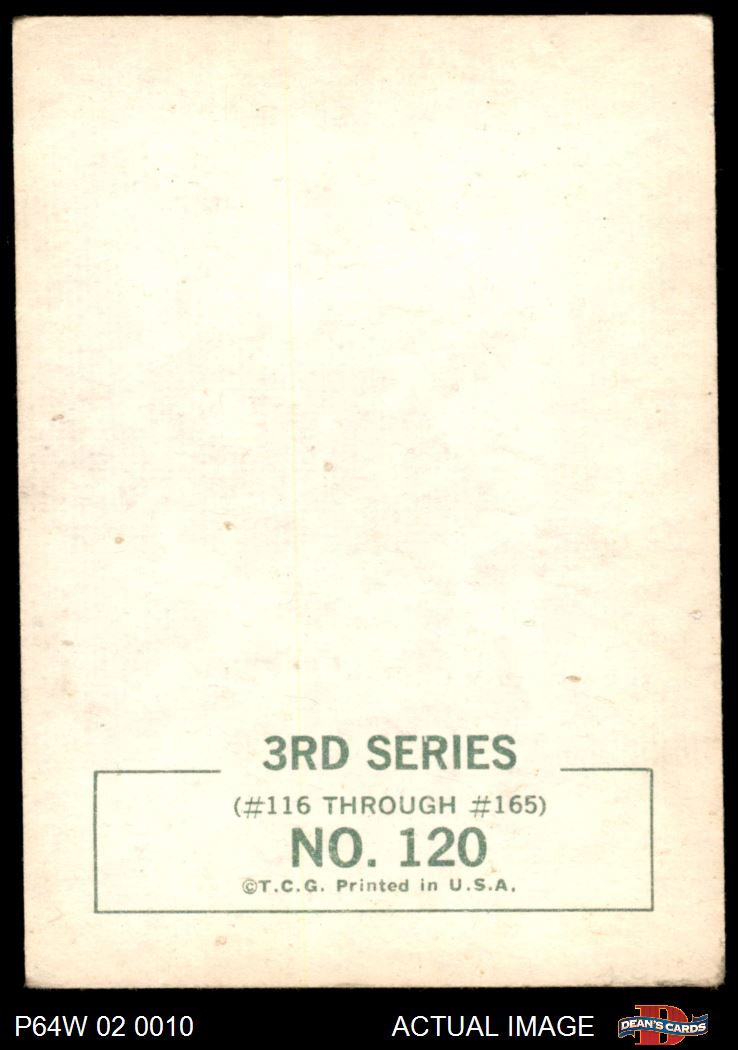 3RD SERIES
(#116 THROUGH #165)
NO. 120
©T.C.G. Printed in U.S.A.
P64W 02 0010
ACTUAL IMAGE
D
DEAN'S CARDS